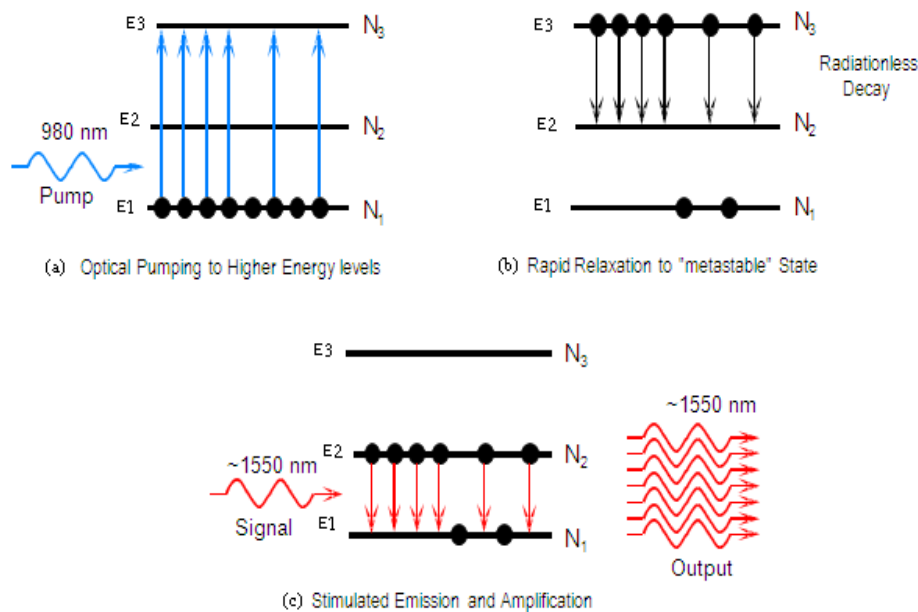 E3 N3
E2 N2
980 nm
Pump
E1 N1
(a) Optical Pumping to Higher Energy levels
E3 N3
Radiationless
Decay
E2 N2
E1 N1
(b) Rapid Relaxation to "metastable" State
E3 N3
~1550 nm
E2 N2
~1550 nm
Signal
E1 N1
Output
(c) Stimulated Emission and Amplification